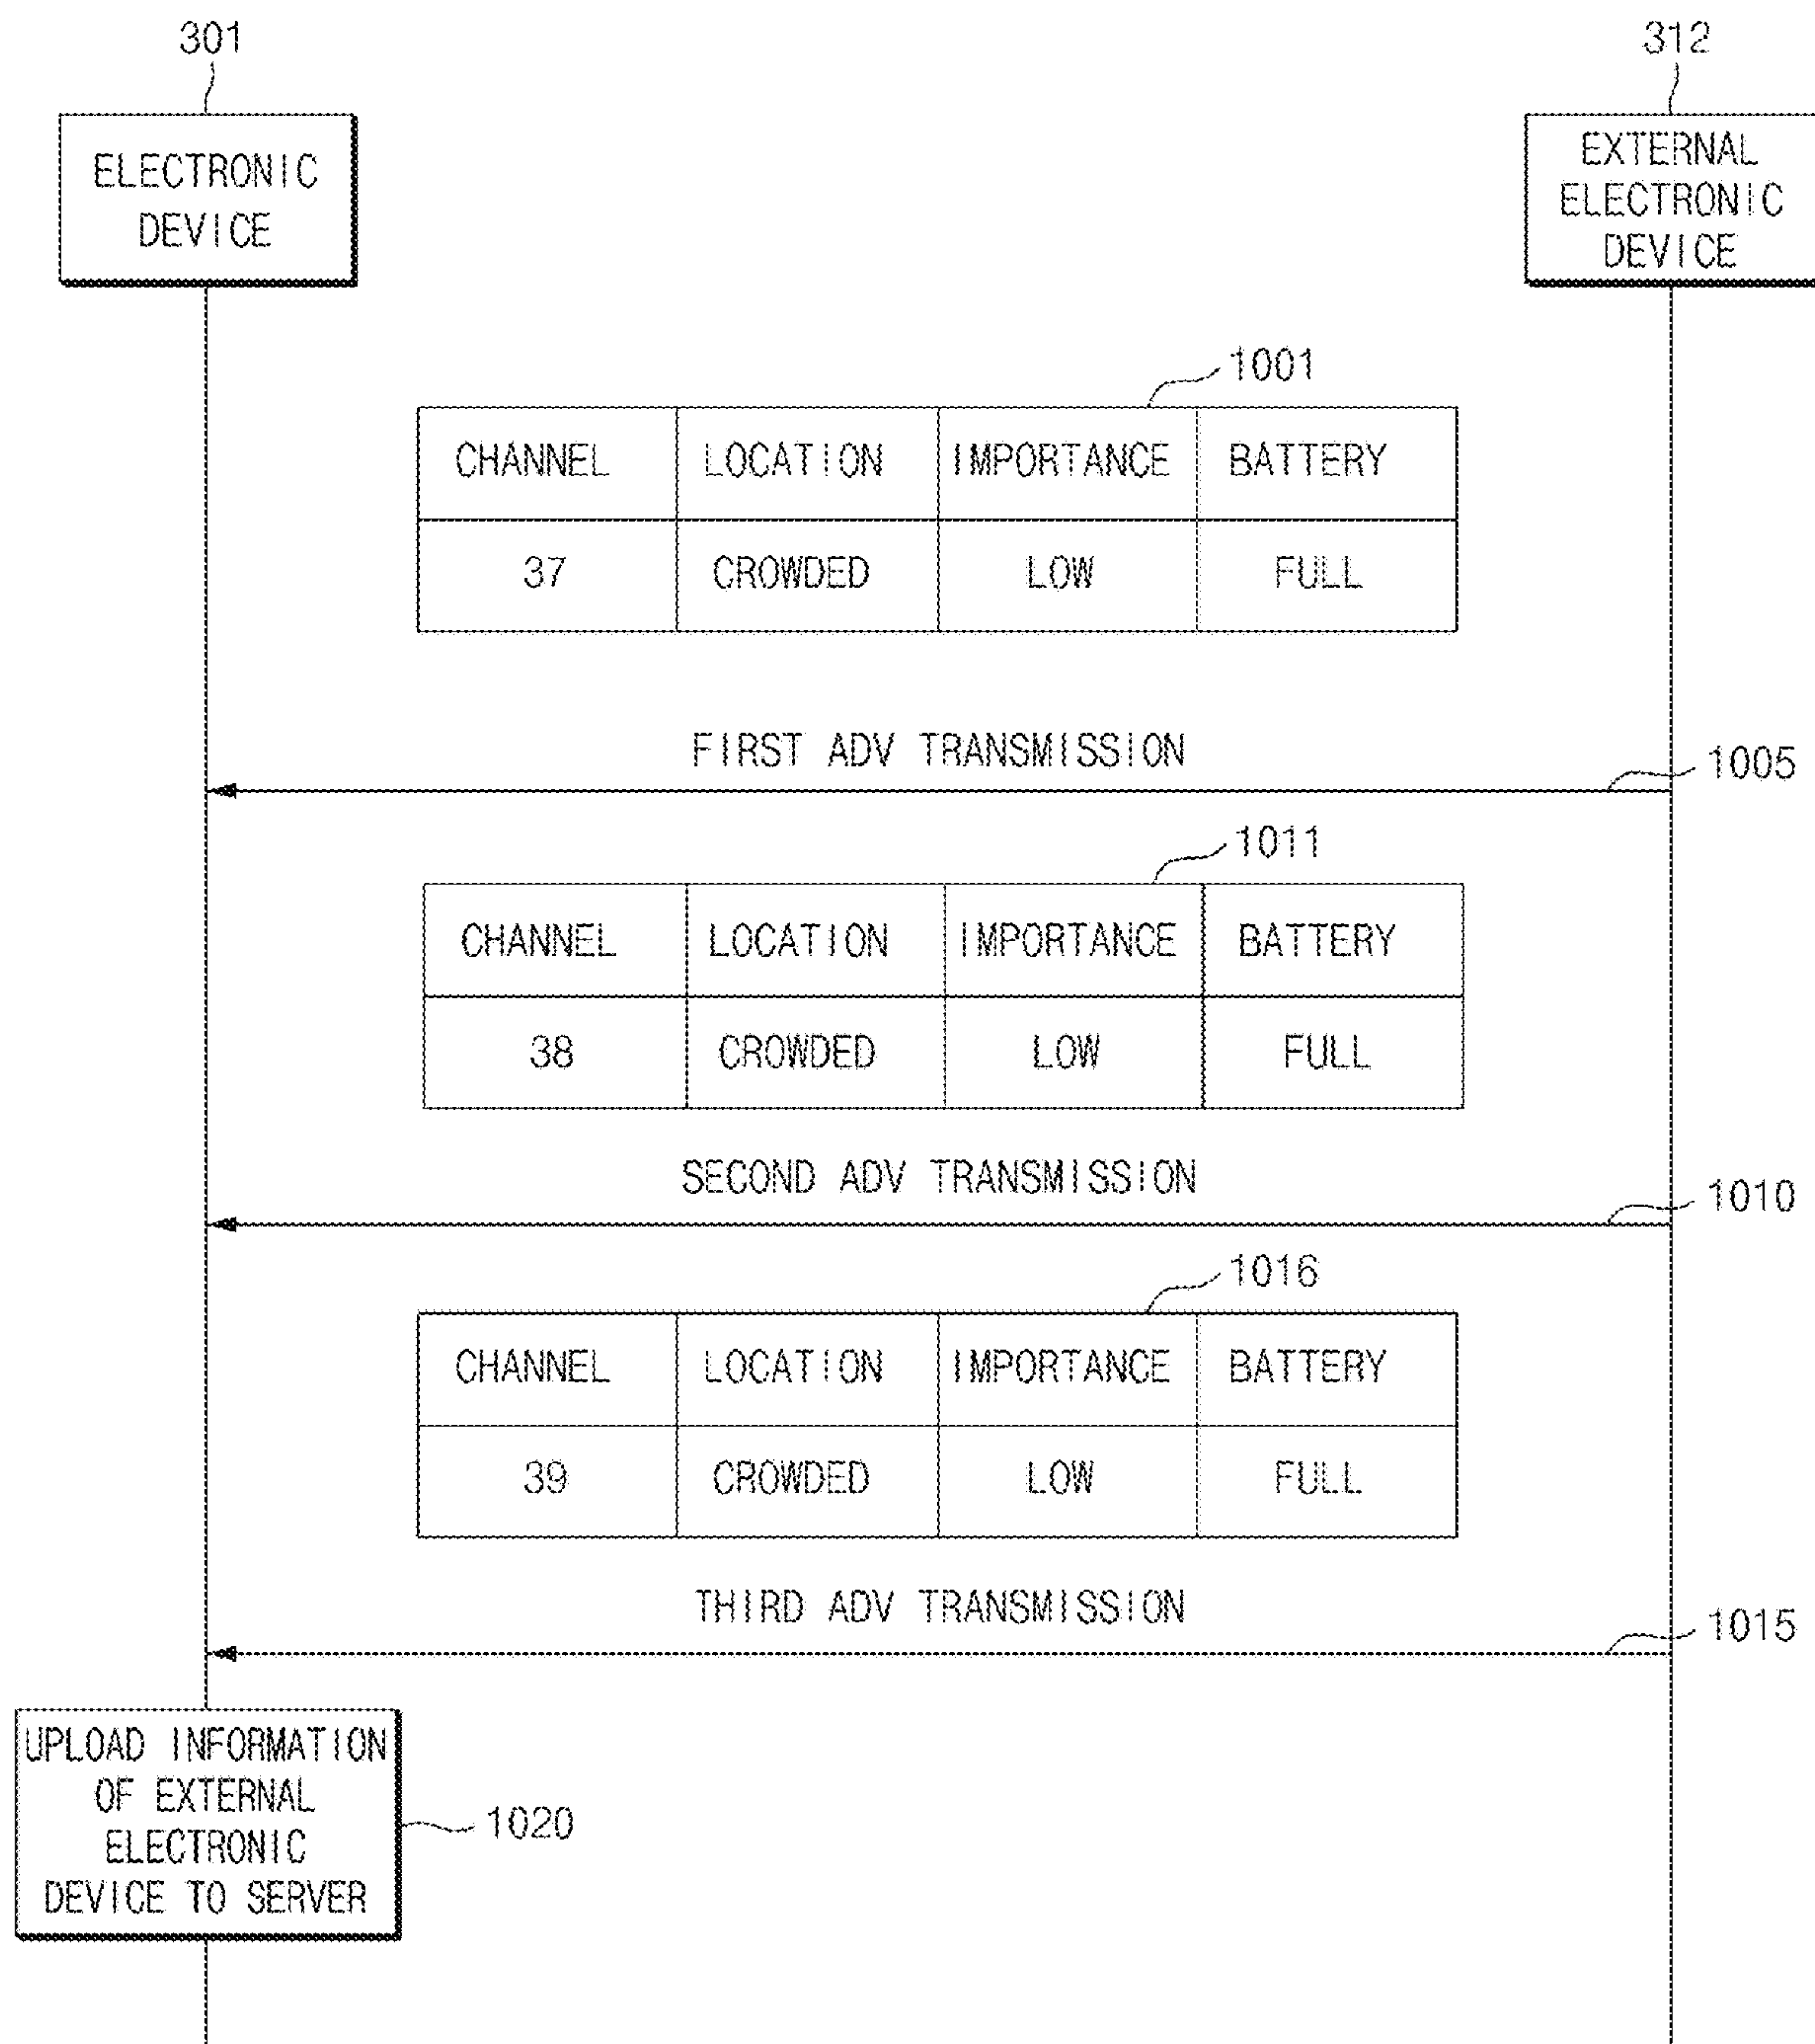 301
312
ELECTRONIC
DEVICE
EXTERNAL
ELECTRONIC
DEVICE
1001
CHANNEL LOCATION IMPORTANCE BATTERY
37 CROWDED LOW FULL
FIRST ADV TRANSMISSION
1005
1011
CHANNEL LOCATION IMPORTANCE BATTERY
38 CROWDED LOW FULL
SECOND ADV TRANSMISSION
1010
1016
CHANNEL LOCATION IMPORTANCE BATTERY
39 CROWDED LOW FULL
THIRD ADV TRANSMISSION
1015
UPLOAD INFORMATION
OF EXTERNAL
ELECTRONIC
DEVICE TO SERVER
1020